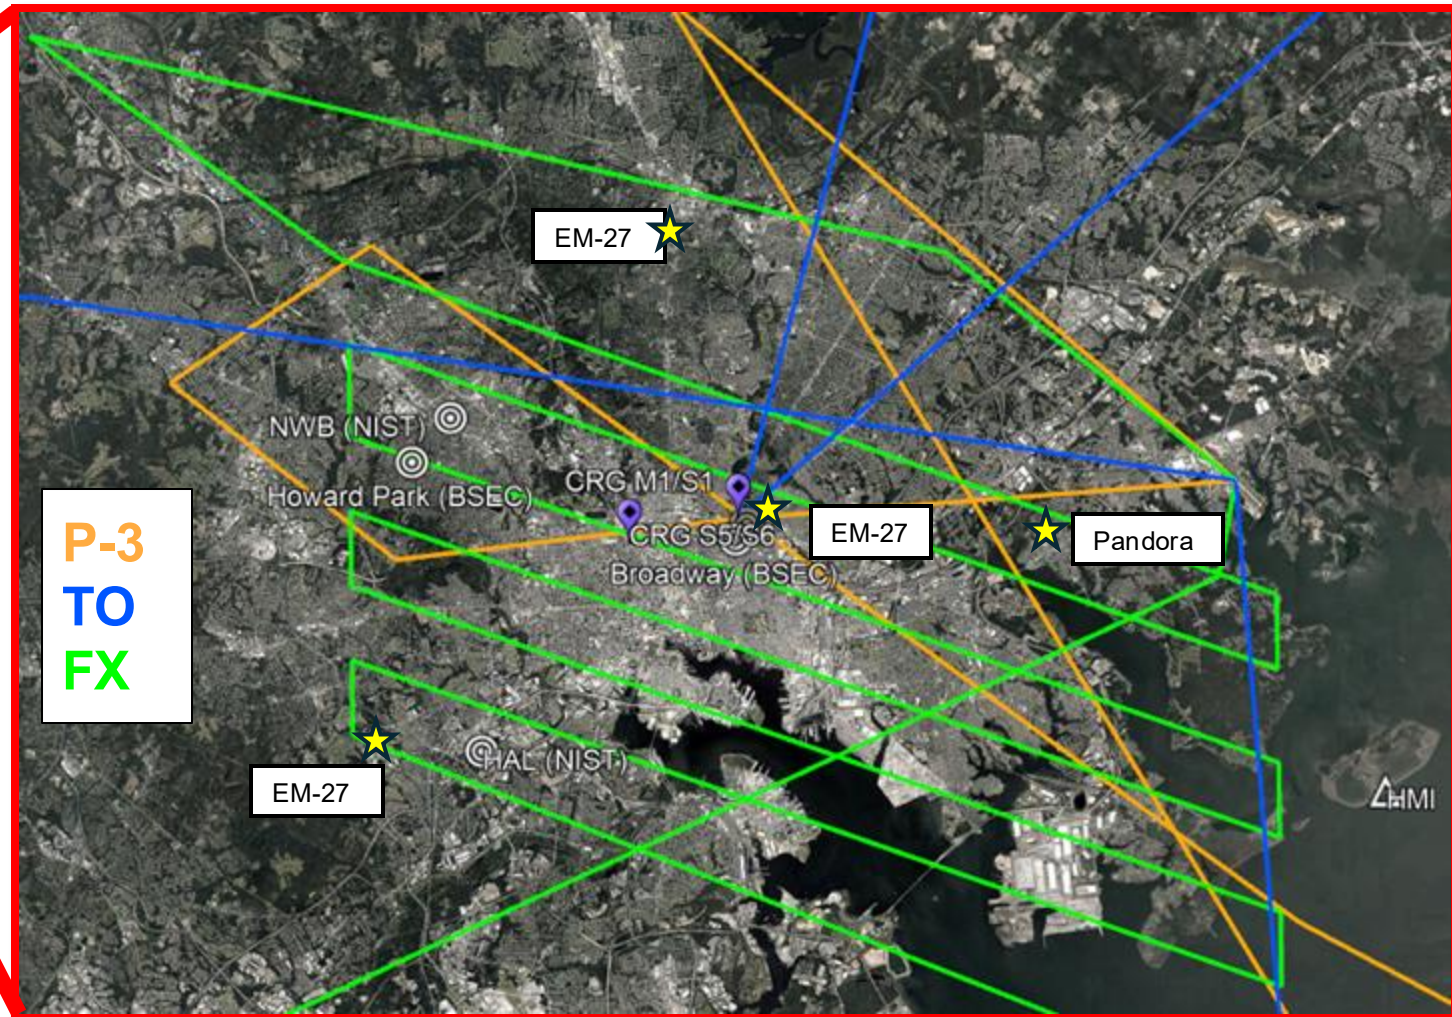 EM-27
NWB (NIST)
Howard Park (BSEC)
CRG M1/S1
CRG S5/S6
Broadway (BSEC)
EM-27
Pandora
P-3
TO
FX
EM-27
HAL (NIST)
HMI